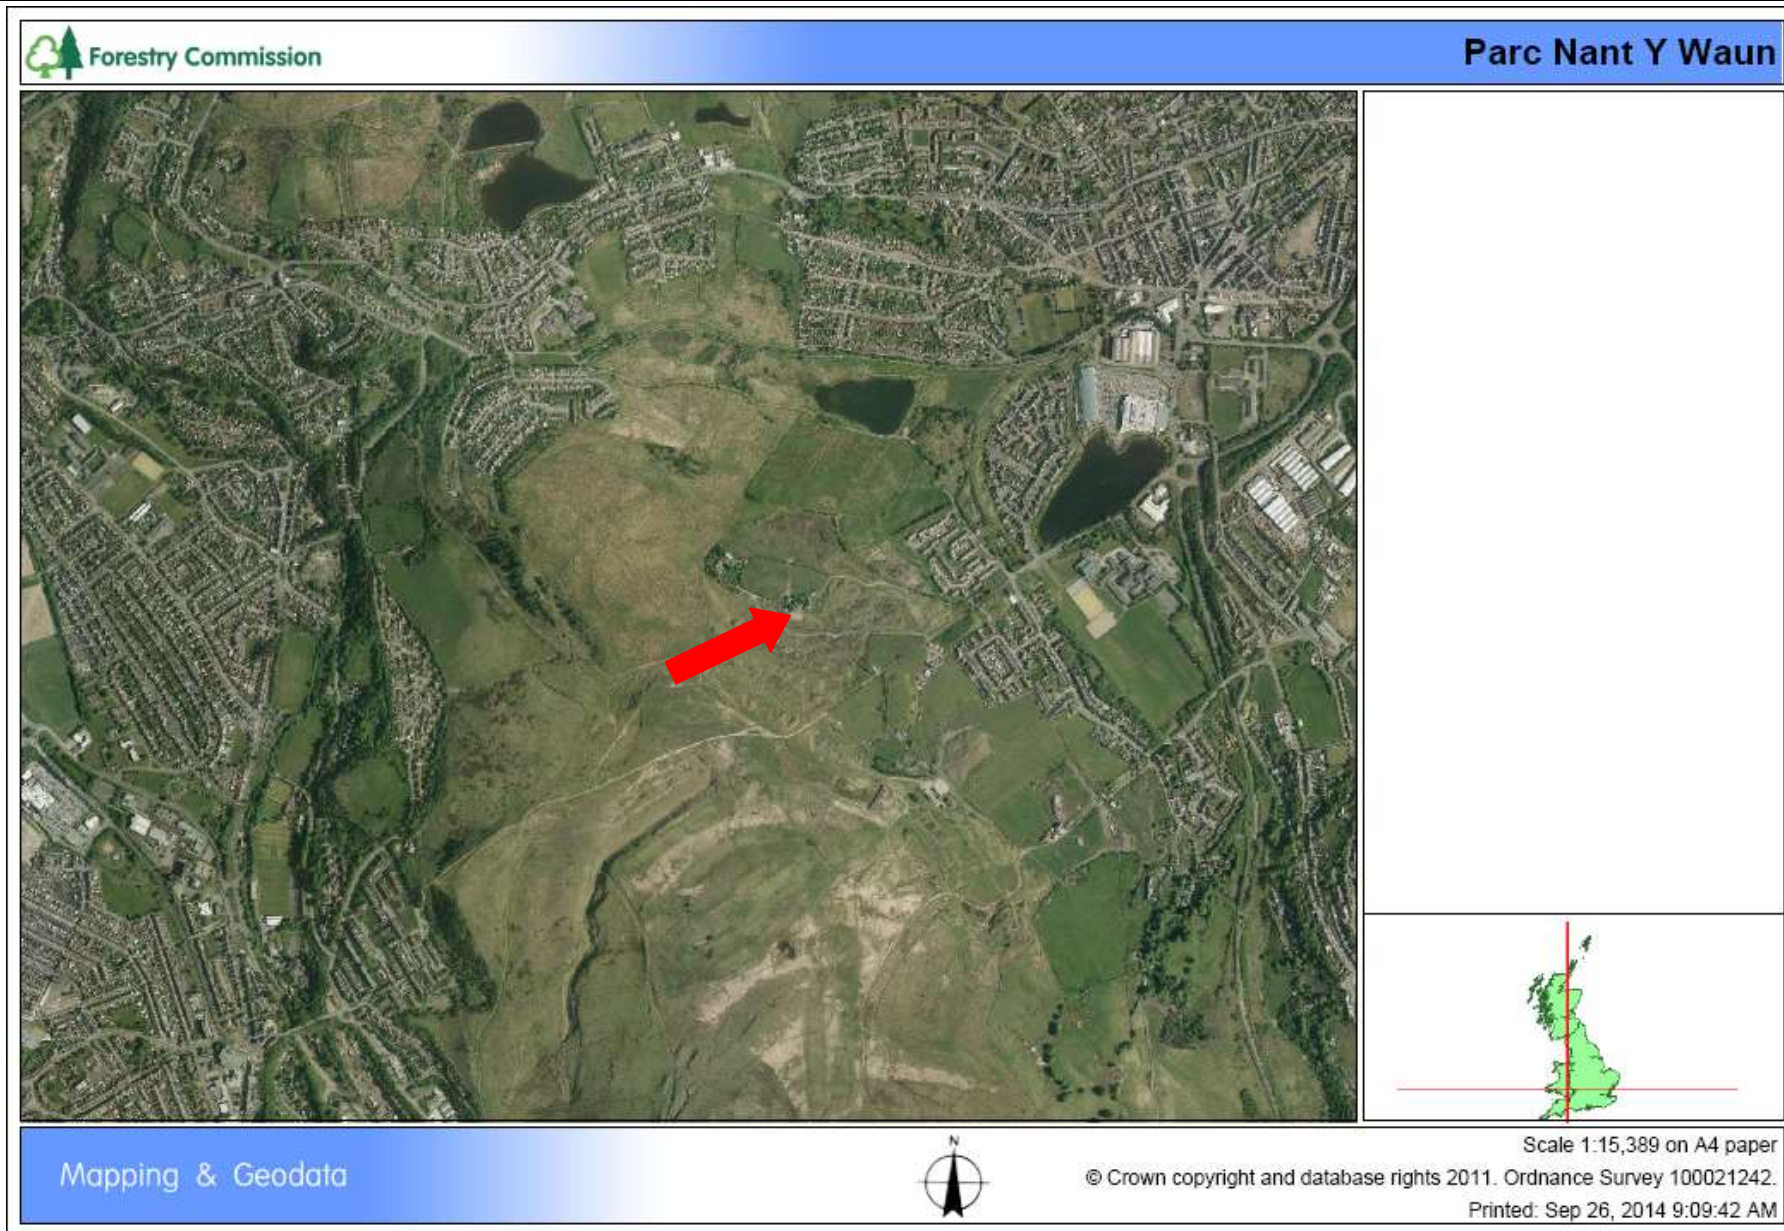 Forestry Commission
Parc Nant Y Waun
N
Mapping & Geodata
Scale 1:15,389 on A4 paper
© Crown copyright and database rights 2011. Ordnance Survey 100021242.
Printed: Sep 26, 2014 9:09:42 AM